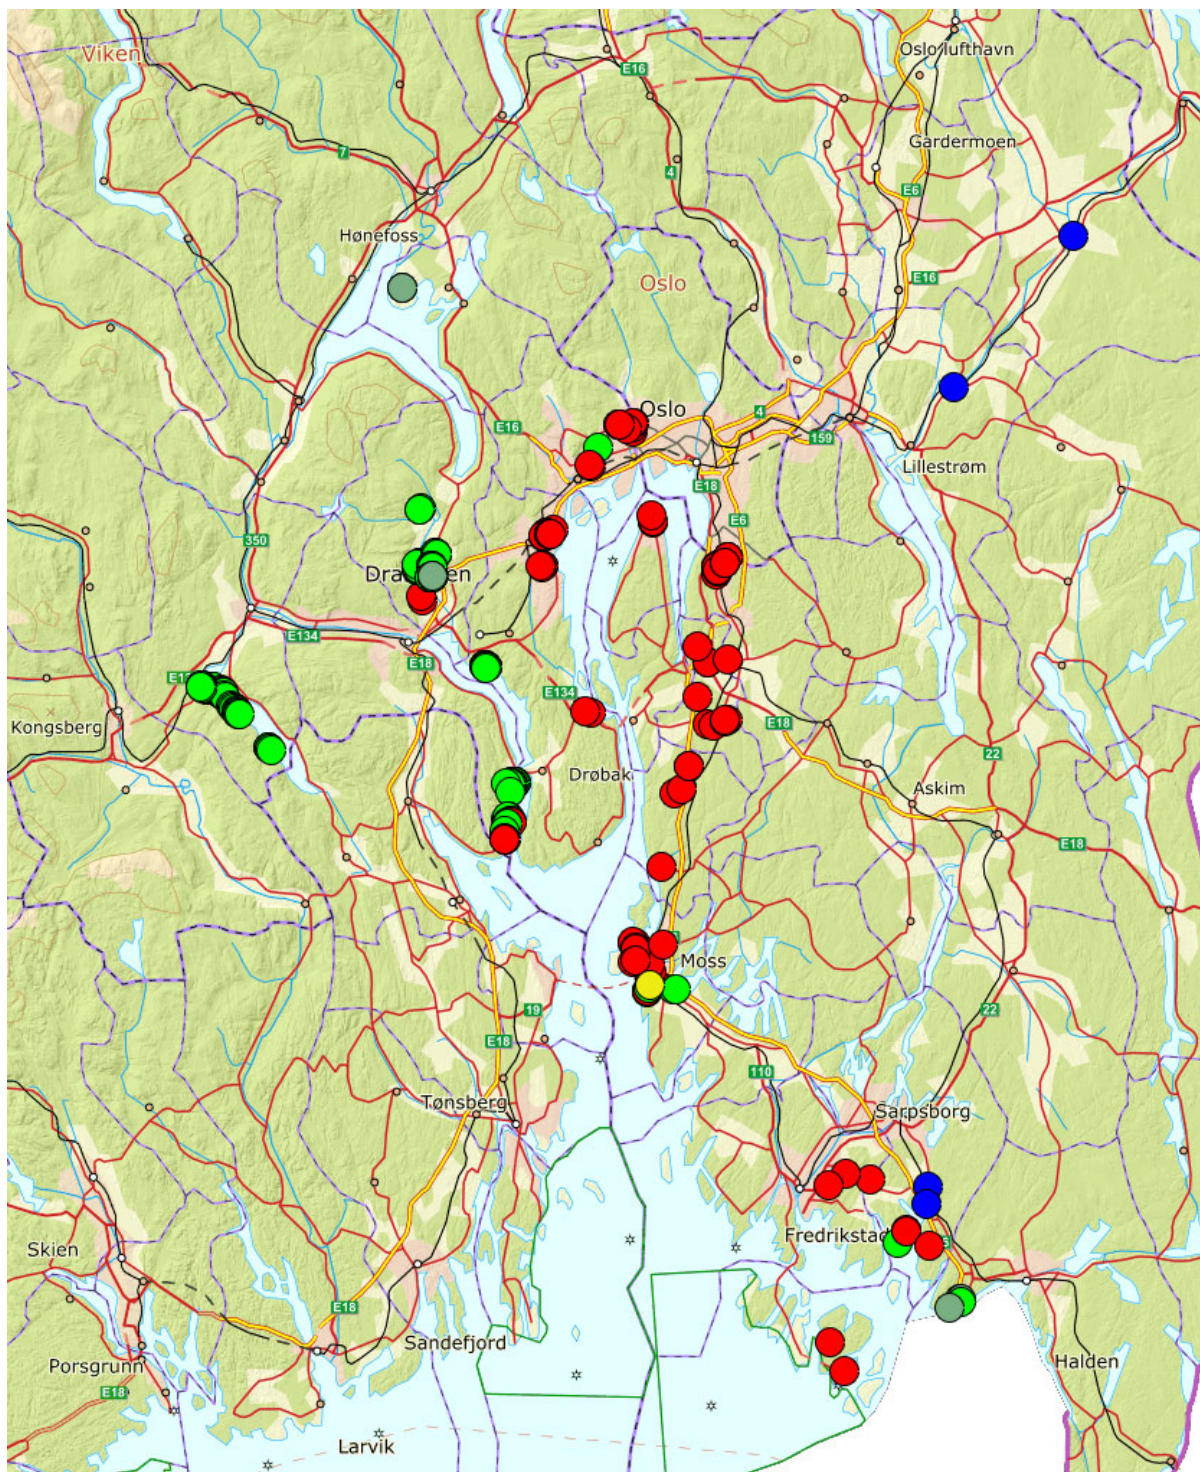 Viken
E16
Oslo lufthavn
7
4
Gardermoen
E6
Hønefoss
E16
Oslo
Oslo
4
E16
159
Lillestrøm
E18
E6
350
E134
E18
E134
E18
Kongsberg
22
Drøbak
Askim
E18
Moss
19
22
E18
110
Tønsberg
Sarpsborg
Fredrikstad
Skien
E18
Sandefjord
Porsgrunn
Halden
E18
Larvik